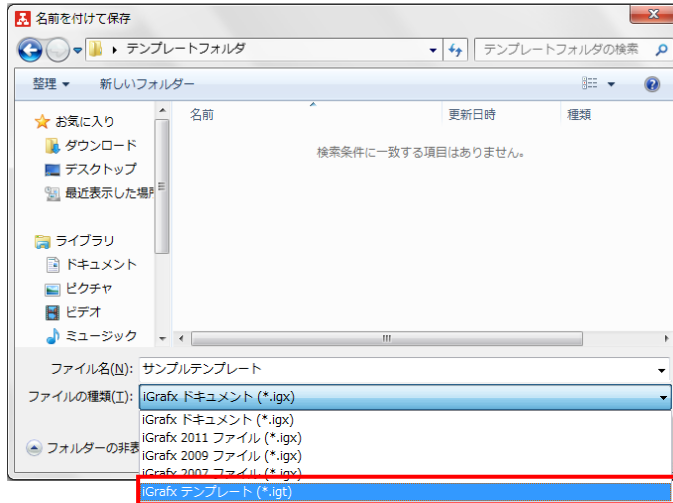 名前を付けて保存
テンプレートフォルダ
テンプレートフォルダの検索
整理 新しいフォルダー
お気に入り
ダウンロード
デスクトップ
最近表示した場所
ライブラリ
ドキュメント
ピクチャ
ビデオ
ミュージック
名前 更新日時 種類
検索条件に一致する項目はありません。
ファイル名(N): サンプルテンプレート
ファイルの種類(T): iGrafx ドキュメント (*.igx)
iGrafx ドキュメント (*.igx)
iGrafx 2011 ファイル (*.igx)
iGrafx 2009 ファイル (*.igx)
iGrafx 2007 ファイル (*.igx)
iGrafx テンプレート (*.igt)
フォルダーの非表